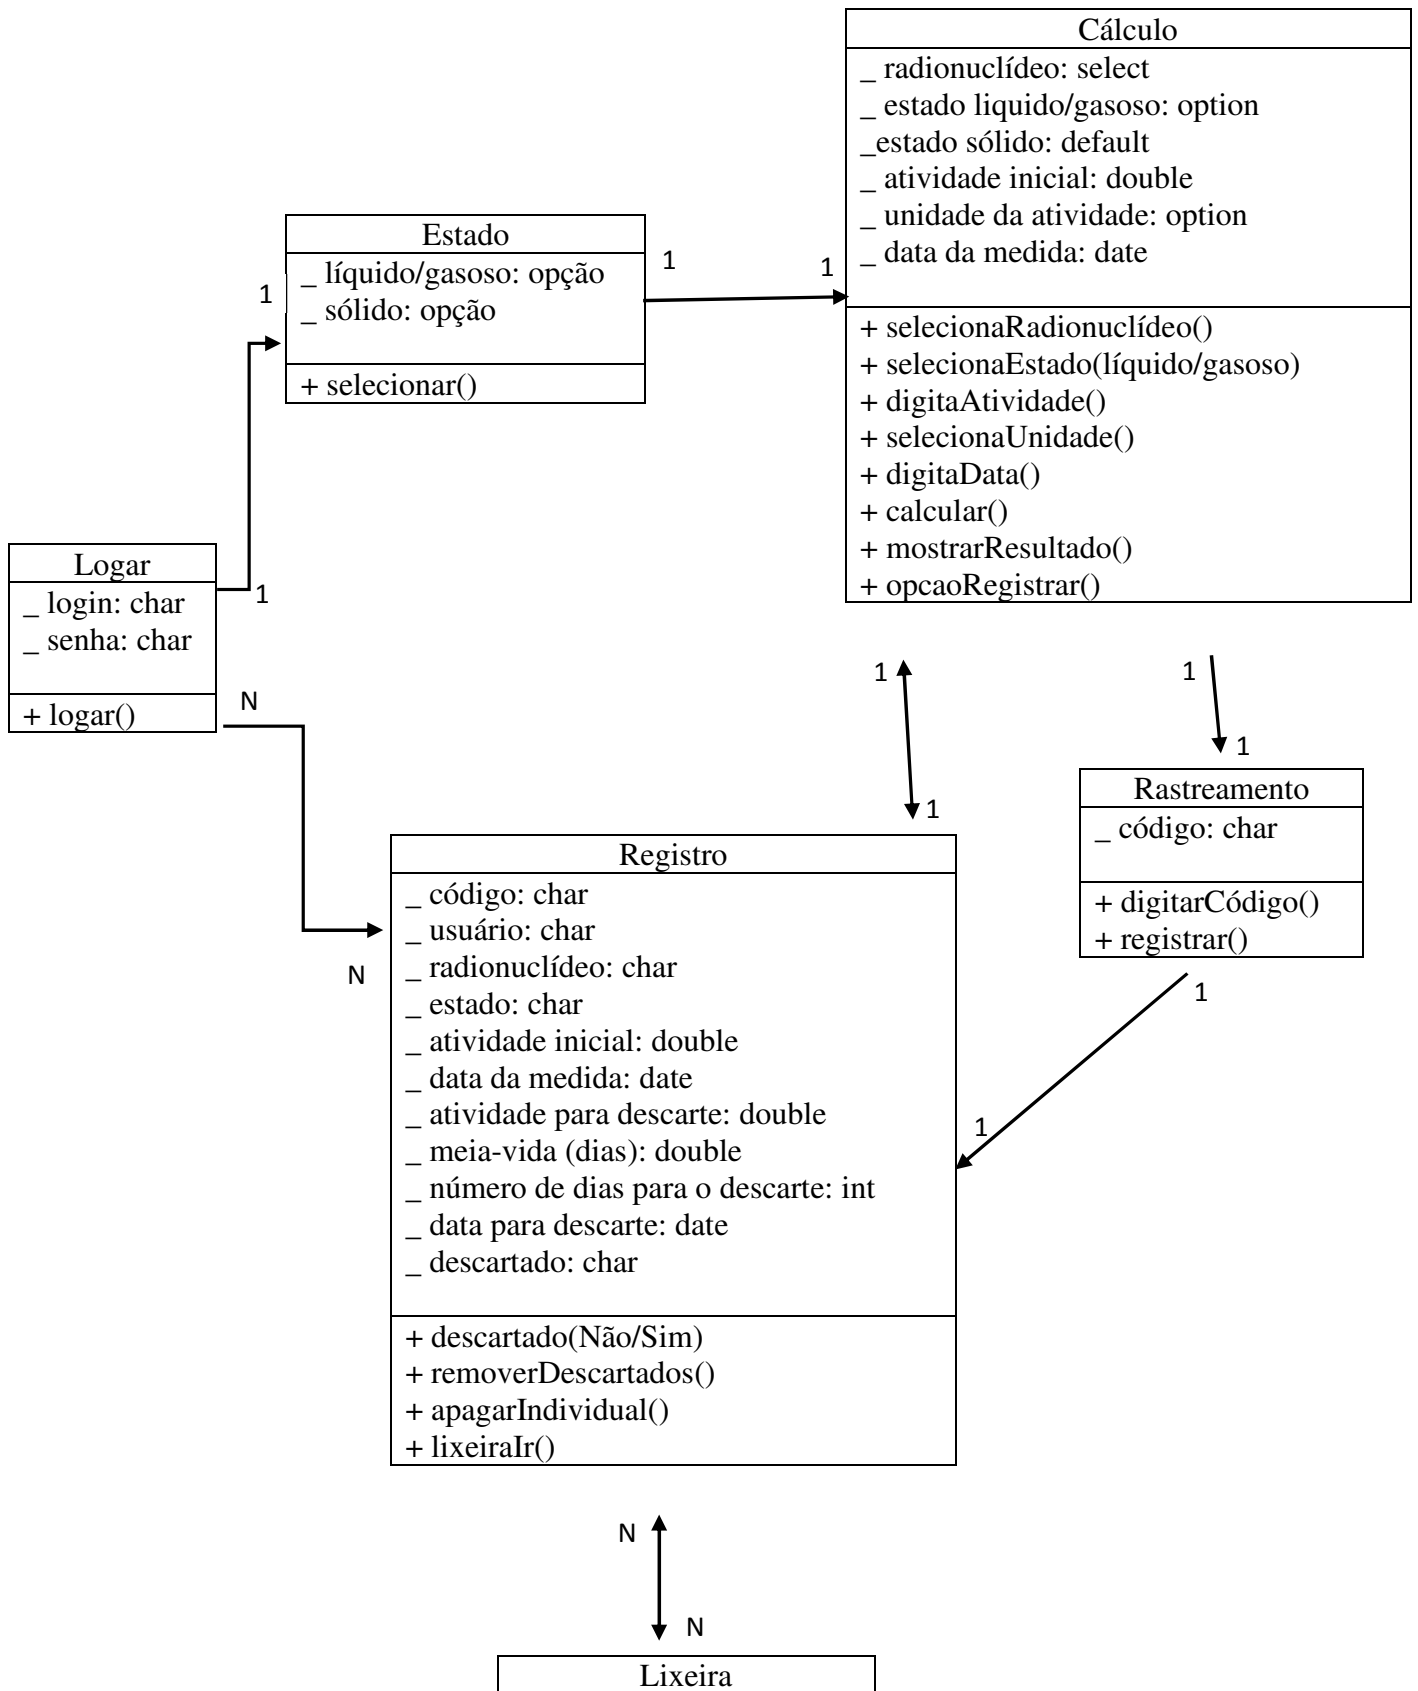 Cálculo
_ radionuclídeo: select
_ estado liquido/gasoso: option
_estado sólido: default
_ atividade inicial: double
_ unidade da atividade: option
_ data da medida: date
+ selecionaRadionuclídeo()
+ selecionaEstado(líquido/gasoso)
+ digitaAtividade()
+ selecionaUnidade()
+ digitaData()
+ calcular()
+ mostrarResultado()
+ opcaoRegistrar()
Estado
_ líquido/gasoso: opção
_ sólido: opção
+ selecionar()
1
1
1
1
Logar
_ login: char
_ senha: char
+ logar()
N
N
1
1
1
1
Rastreamento
_ código: char
+ digitarCódigo()
+ registrar()
1
1
Registro
_ código: char
_ usuário: char
_ radionuclídeo: char
_ estado: char
_ atividade inicial: double
_ data da medida: date
_ atividade para descarte: double
_ meia-vida (dias): double
_ número de dias para o descarte: int
_ data para descarte: date
_ descartado: char
+ descartado(Não/Sim)
+ removerDescartados()
+ apagarIndividual()
+ lixeiraIr()
N
N
Lixeira